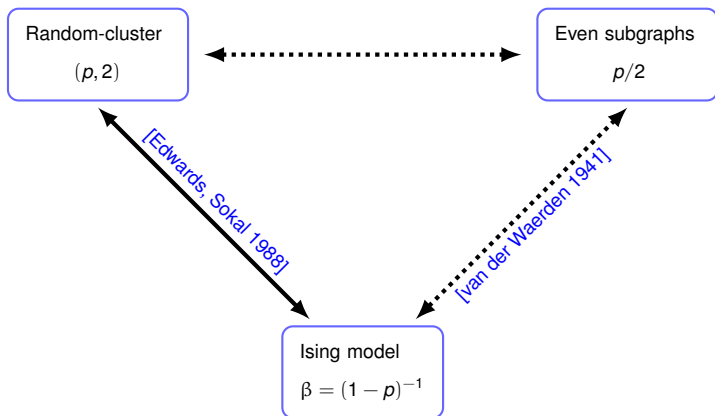 Random-cluster
(p, 2)
Even subgraphs
p/2
[Edwards, Sokal 1988]
[van der Waerden 1941]
Ising model
β = (1 − p)⁻¹